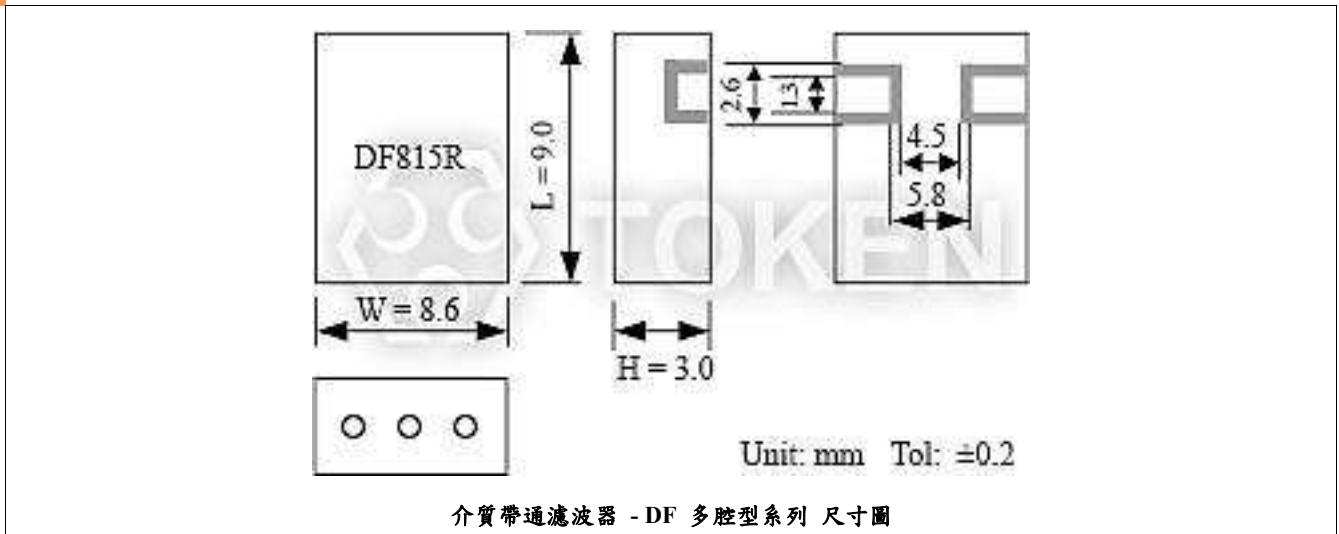 DF815R
L = 9.0
2.6
1.3
4.5
5.8
TOKEN
W = 8.6
H = 3.0
Unit: mm Tol: ±0.2
介質帶通濾波器 - DF 多腔型系列 尺寸圖